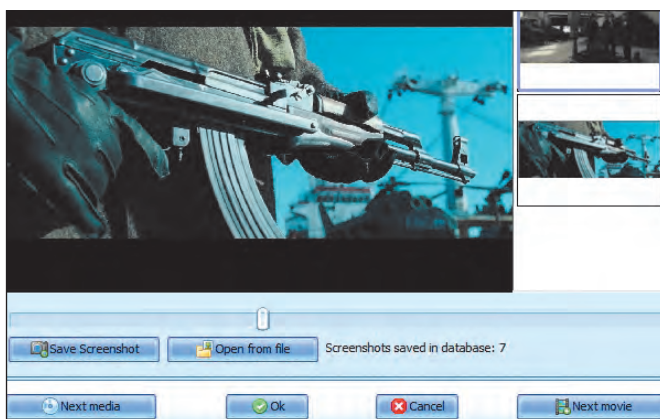 Save Screenshot
Open from file
Screenshots saved in database: 7
Next media
Ok
Cancel
Next movie